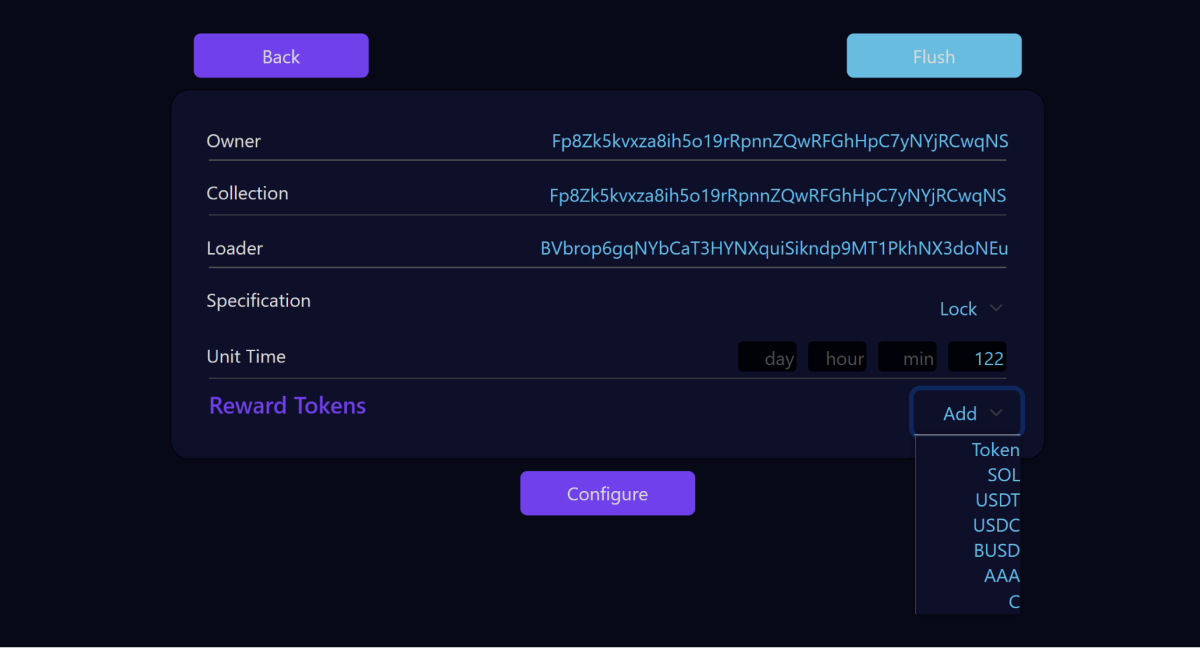 Back
Flush
Owner Fp8Zk5kvxza8ih5o19rRpnnZQwRFGhHpC7yNYjRCwqNS
Collection Fp8Zk5kvxza8ih5o19rRpnnZQwRFGhHpC7yNYjRCwqNS
Loader BVbrop6gqNYbCaT3HYNXquiSikndp9MT1PkhNX3doNEu
Specification Lock
Unit Time day hour min 122
Reward Tokens Add
Token
SOL
USDT
USDC
BUSD
AAA
C
Configure